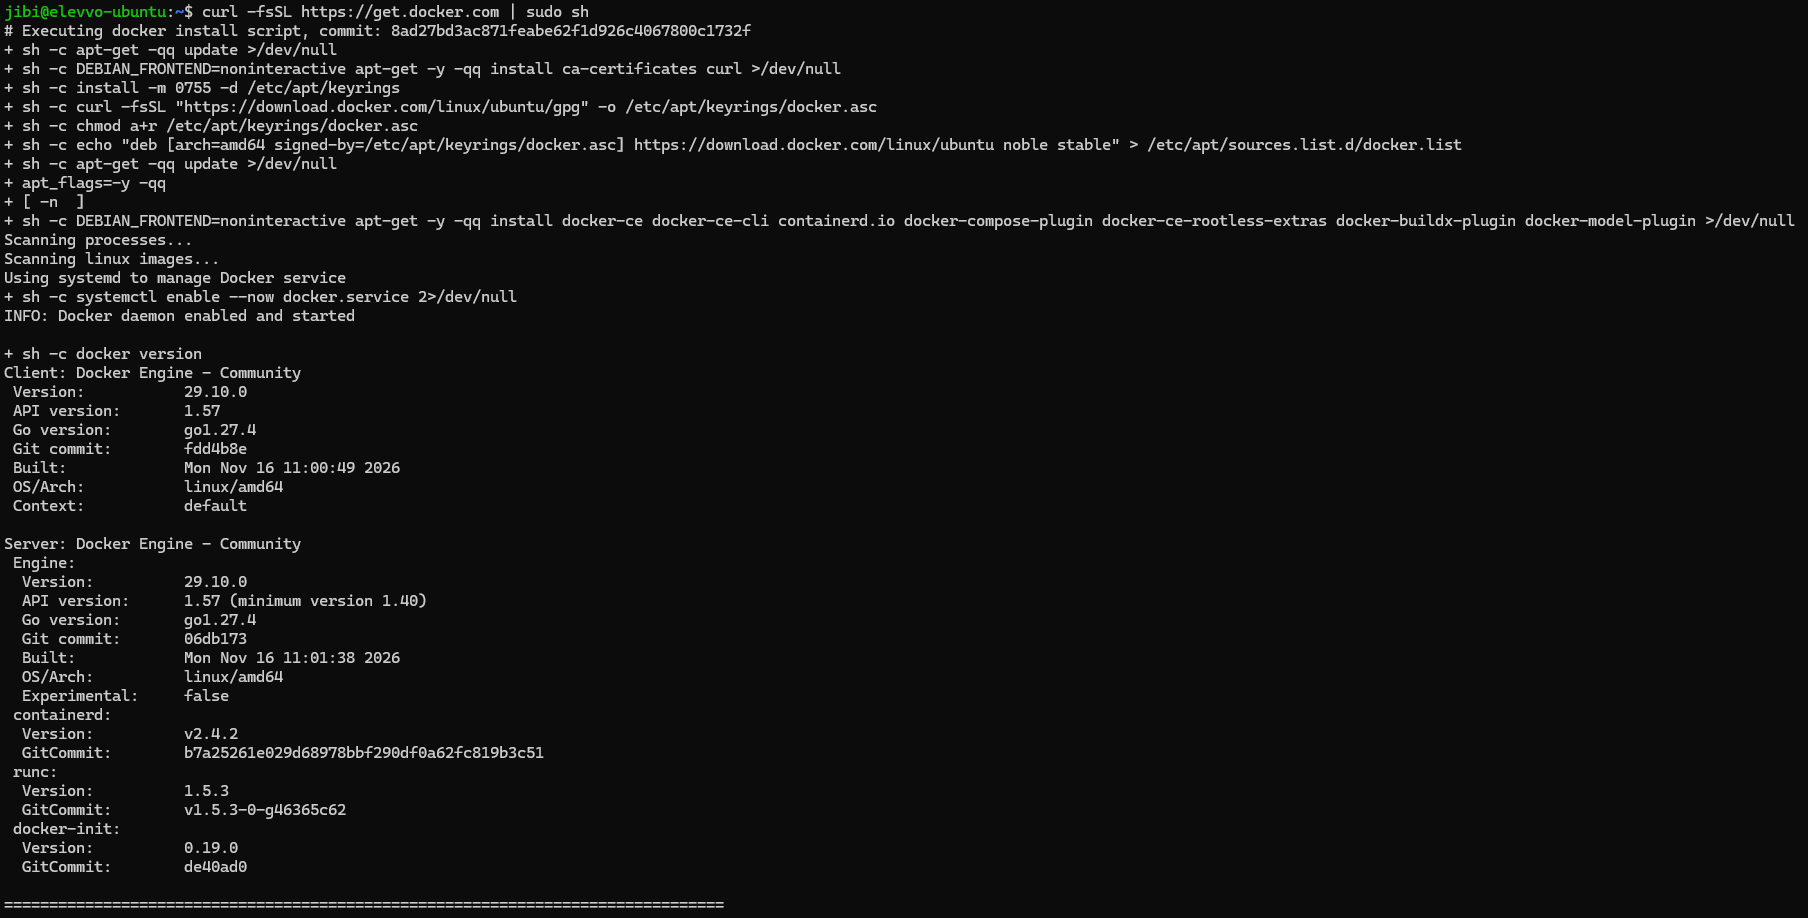 jibi@elevvo-ubuntu:~$ curl -fsSL https://get.docker.com | sudo sh
# Executing docker install script, commit: 8ad27bd3ac871feabe62f1d926c4067800c1732f
+ sh -c apt-get -qq update >/dev/null
+ sh -c DEBIAN_FRONTEND=noninteractive apt-get -y -qq install ca-certificates curl >/dev/null
+ sh -c install -m 0755 -d /etc/apt/keyrings
+ sh -c curl -fsSL "https://download.docker.com/linux/ubuntu/gpg" -o /etc/apt/keyrings/docker.asc
+ sh -c chmod a+r /etc/apt/keyrings/docker.asc
+ sh -c echo "deb [arch=amd64 signed-by=/etc/apt/keyrings/docker.asc] https://download.docker.com/linux/ubuntu noble stable" > /etc/apt/sources.list.d/docker.list
+ sh -c apt-get -qq update >/dev/null
+ apt_flags=-y -qq
+ [ -n  ]
+ sh -c DEBIAN_FRONTEND=noninteractive apt-get -y -qq install docker-ce docker-ce-cli containerd.io docker-compose-plugin docker-ce-rootless-extras docker-buildx-plugin docker-model-plugin >/dev/null
Scanning processes...
Scanning linux images...
Using systemd to manage Docker service
+ sh -c systemctl enable --now docker.service 2>/dev/null
INFO: Docker daemon enabled and started

+ sh -c docker version
Client: Docker Engine - Community
 Version:           29.10.0
 API version:       1.57
 Go version:        go1.27.4
 Git commit:        fdd4b8e
 Built:             Mon Nov 16 11:00:49 2026
 OS/Arch:           linux/amd64
 Context:           default

Server: Docker Engine - Community
 Engine:
  Version:          29.10.0
  API version:      1.57 (minimum version 1.40)
  Go version:       go1.27.4
  Git commit:       06db173
  Built:            Mon Nov 16 11:01:38 2026
  OS/Arch:          linux/amd64
  Experimental:     false
 containerd:
  Version:          v2.4.2
  GitCommit:        b7a25261e029d68978bbf290df0a62fc819b3c51
 runc:
  Version:          1.5.3
  GitCommit:        v1.5.3-0-g46365c62
 docker-init:
  Version:          0.19.0
  GitCommit:        de40ad0

================================================================================